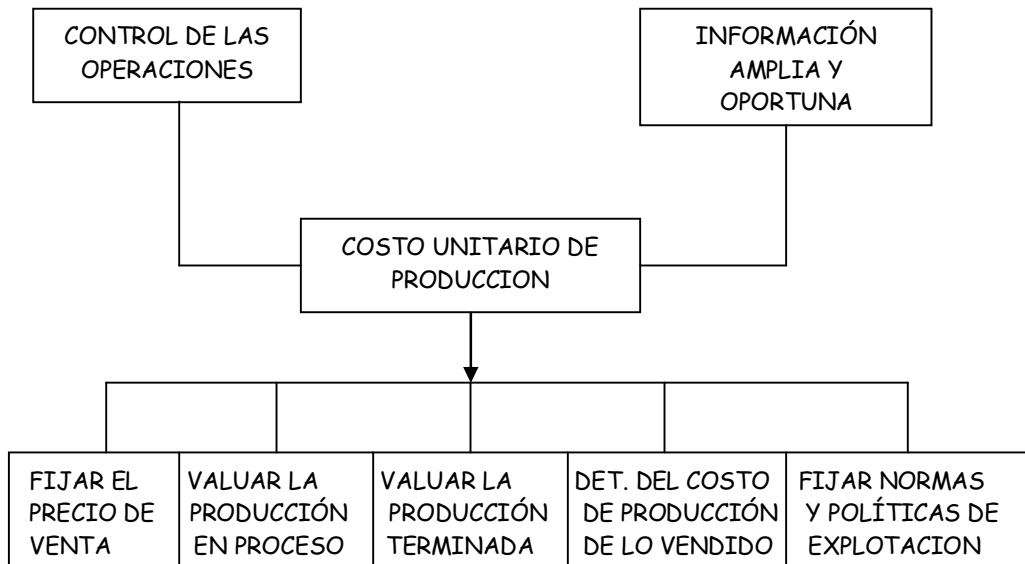 CONTROL DE LAS
OPERACIONES
INFORMACIÓN
AMPLIA Y
OPORTUNA
COSTO UNITARIO DE
PRODUCCION
FIJAR EL
PRECIO DE
VENTA
VALUAR LA
PRODUCCIÓN
EN PROCESO
VALUAR LA
PRODUCCIÓN
TERMINADA
DET. DEL COSTO
DE PRODUCCIÓN
DE LO VENDIDO
FIJAR NORMAS
Y POLÍTICAS DE
EXPLOTACION